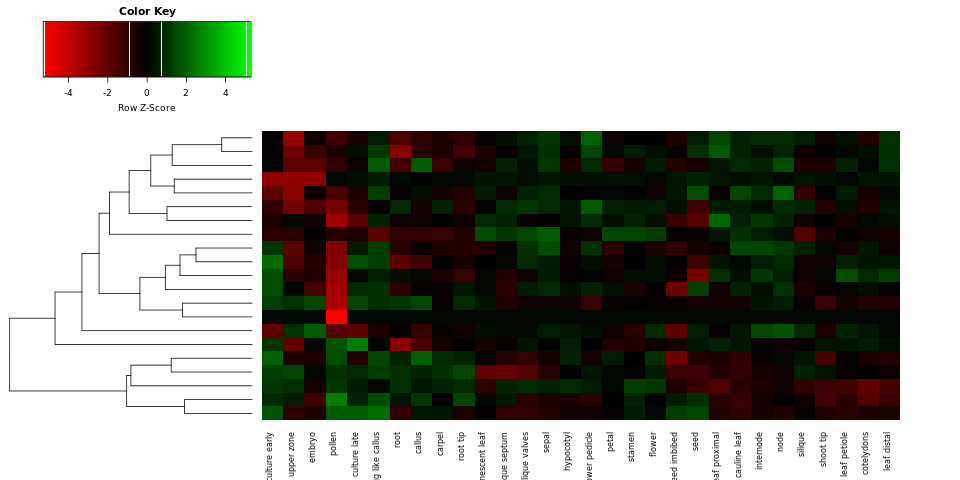 Color Key
-4 -2 0 2 4
Row Z-Score
culture early
upper zone
embryo
pollen
culture late
g like callus
root
callus
carpel
root tip
nescent leaf
que septum
lique valves
sepal
hypocotyl
ower pedicle
petal
stamen
flower
eed imbibed
seed
eaf proximal
cauline leaf
internode
node
silique
shoot tip
leaf petiole
cotelydons
leaf distal